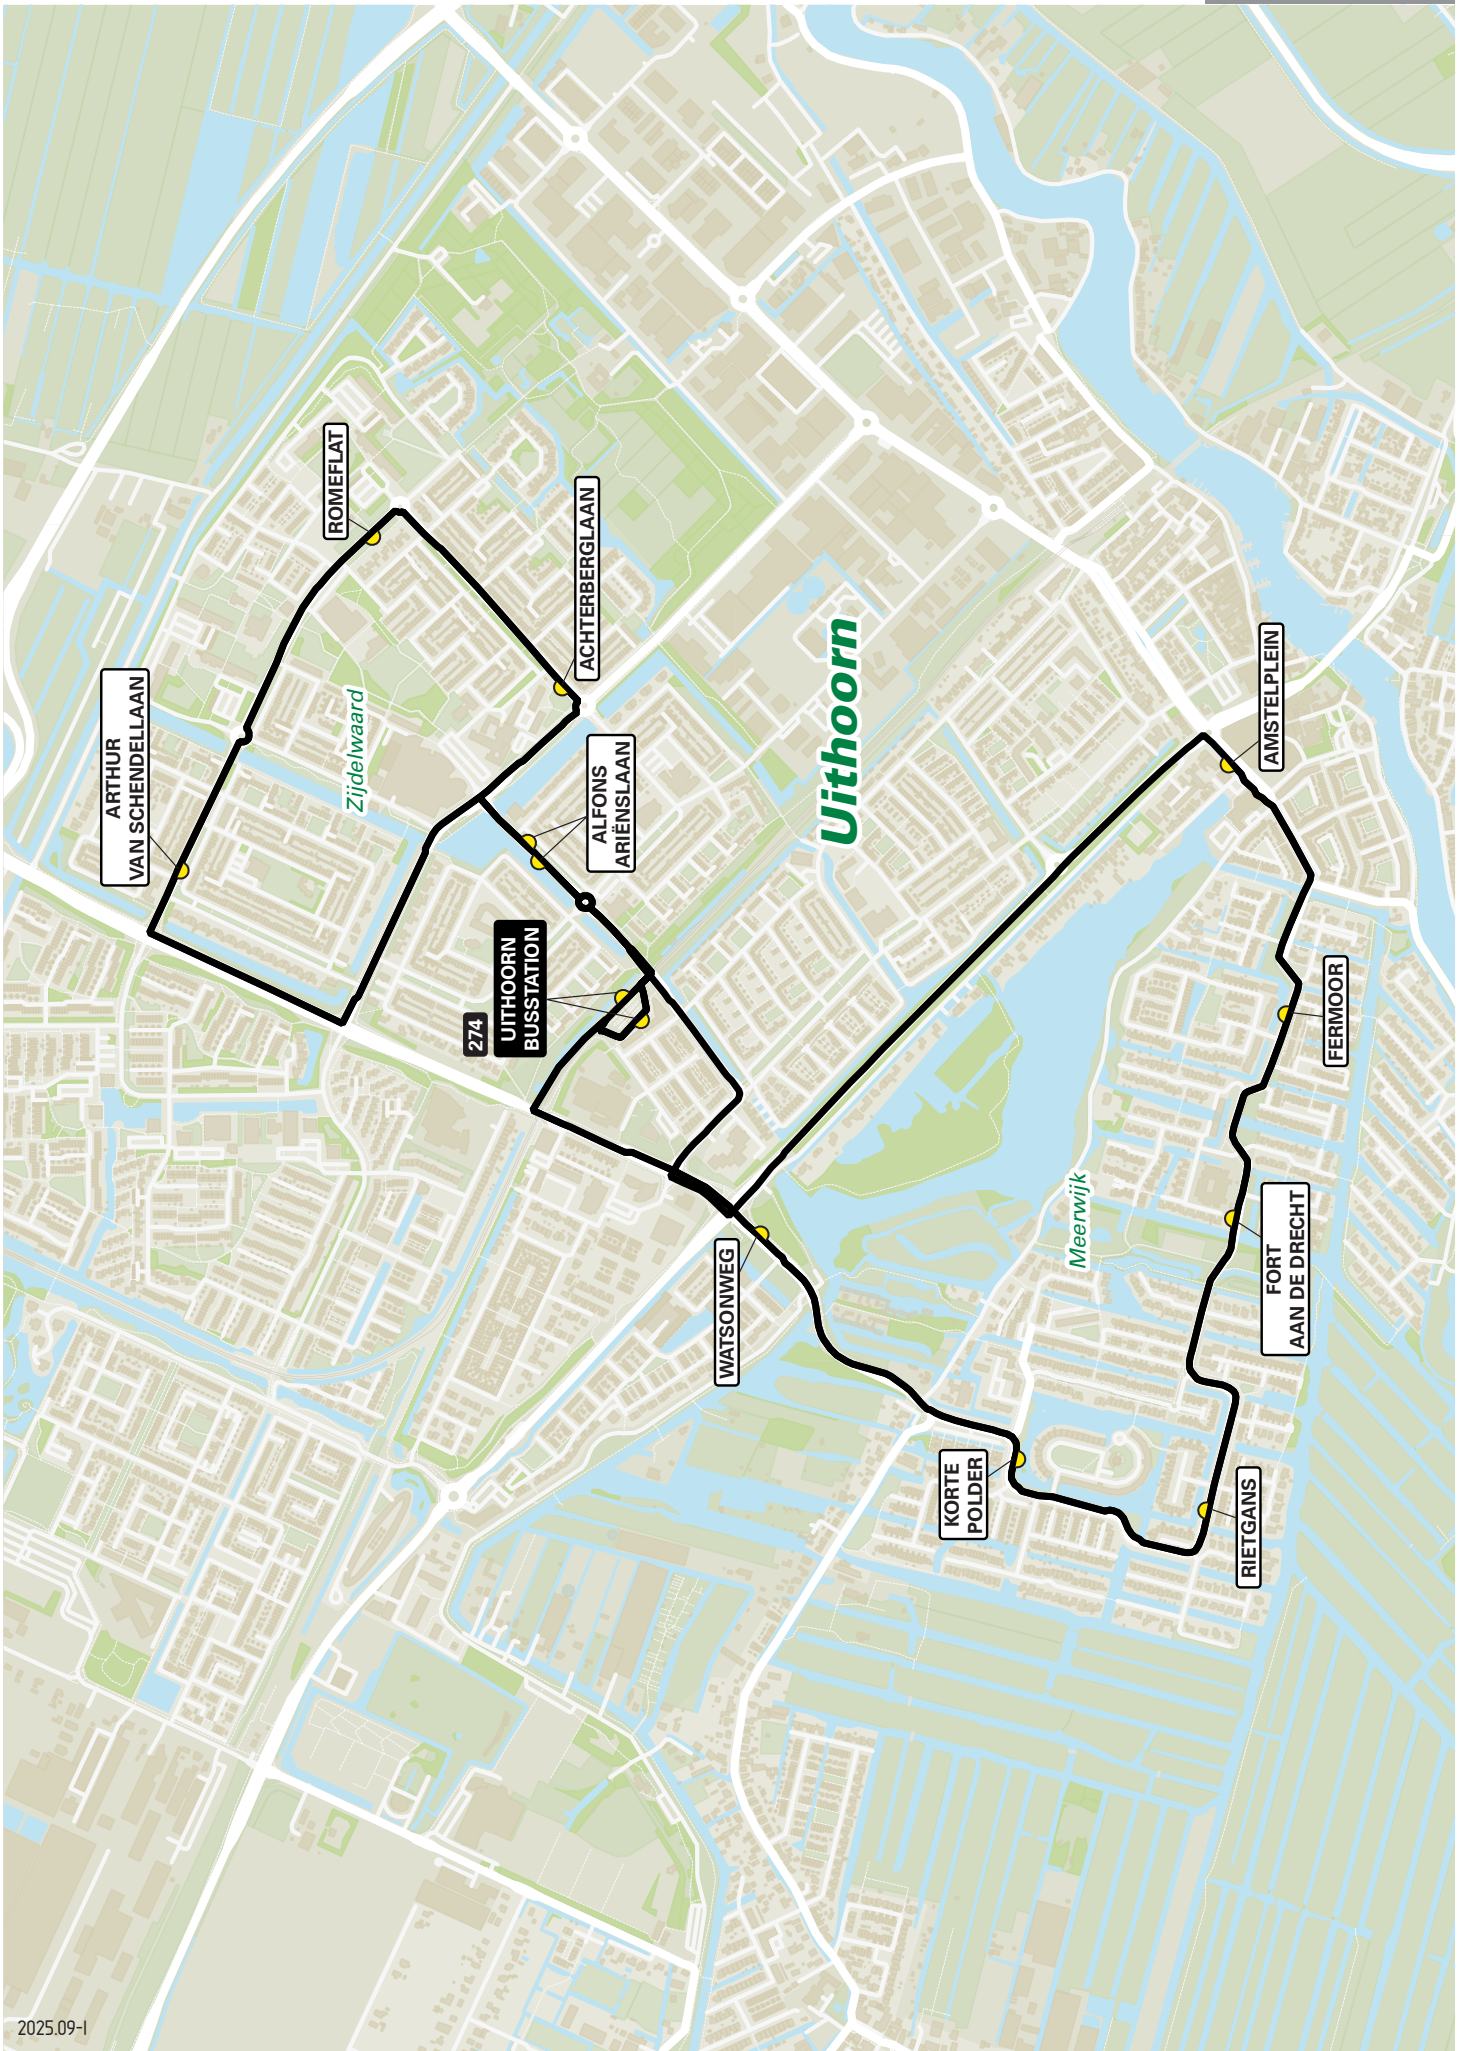 ARTHUR
VAN SCHENDELLAAN
ROMEFLAT
Zijdelwaard
ACHTERBERGLAAN
ALFONS
ARIËNSLAAN
274
UITHOORN
BUSSTATION
Uithoorn
AMSTELPLEIN
FERMOOR
WATSONWEG
Meerwijk
FORT
AAN DE DRECHT
KORTE
POLDER
RIETGANS
2025.09-I